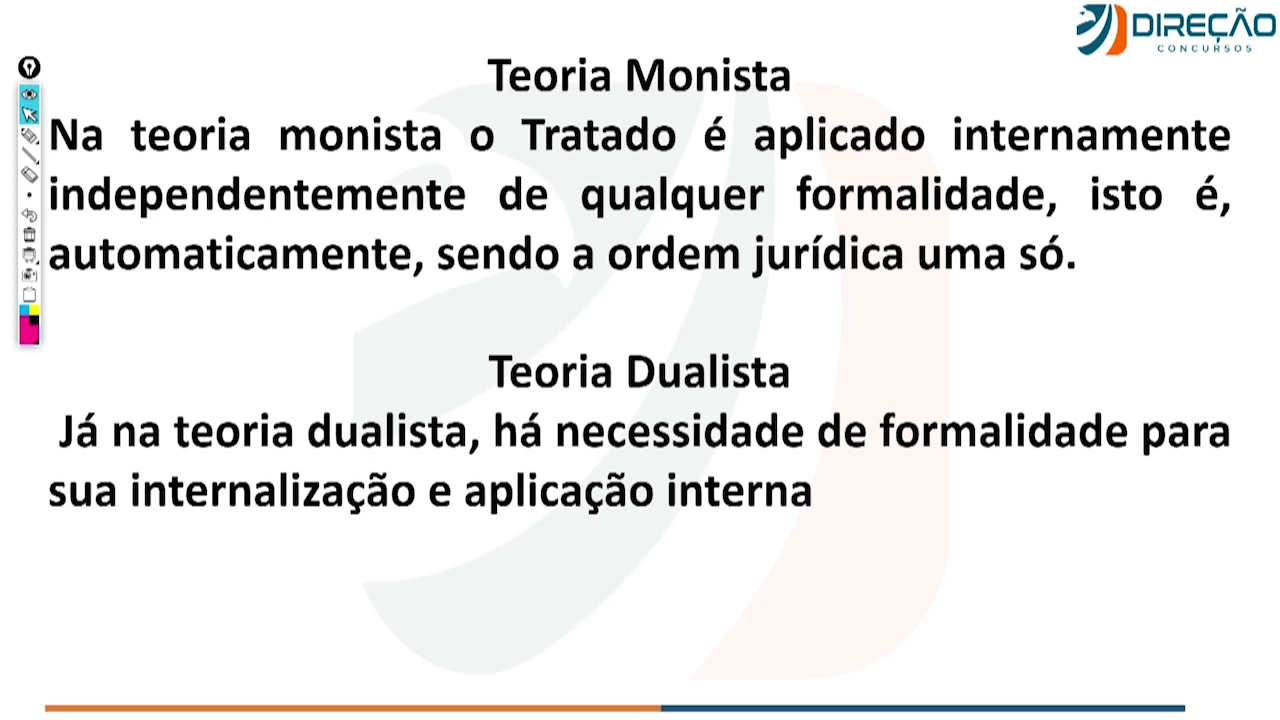 DIREÇÃO
CONCURSOS
Teoria Monista
Na teoria monista o Tratado é aplicado internamente
independentemente de qualquer formalidade, isto é,
automaticamente, sendo a ordem jurídica uma só.
Teoria Dualista
Já na teoria dualista, há necessidade de formalidade para
sua internalização e aplicação interna